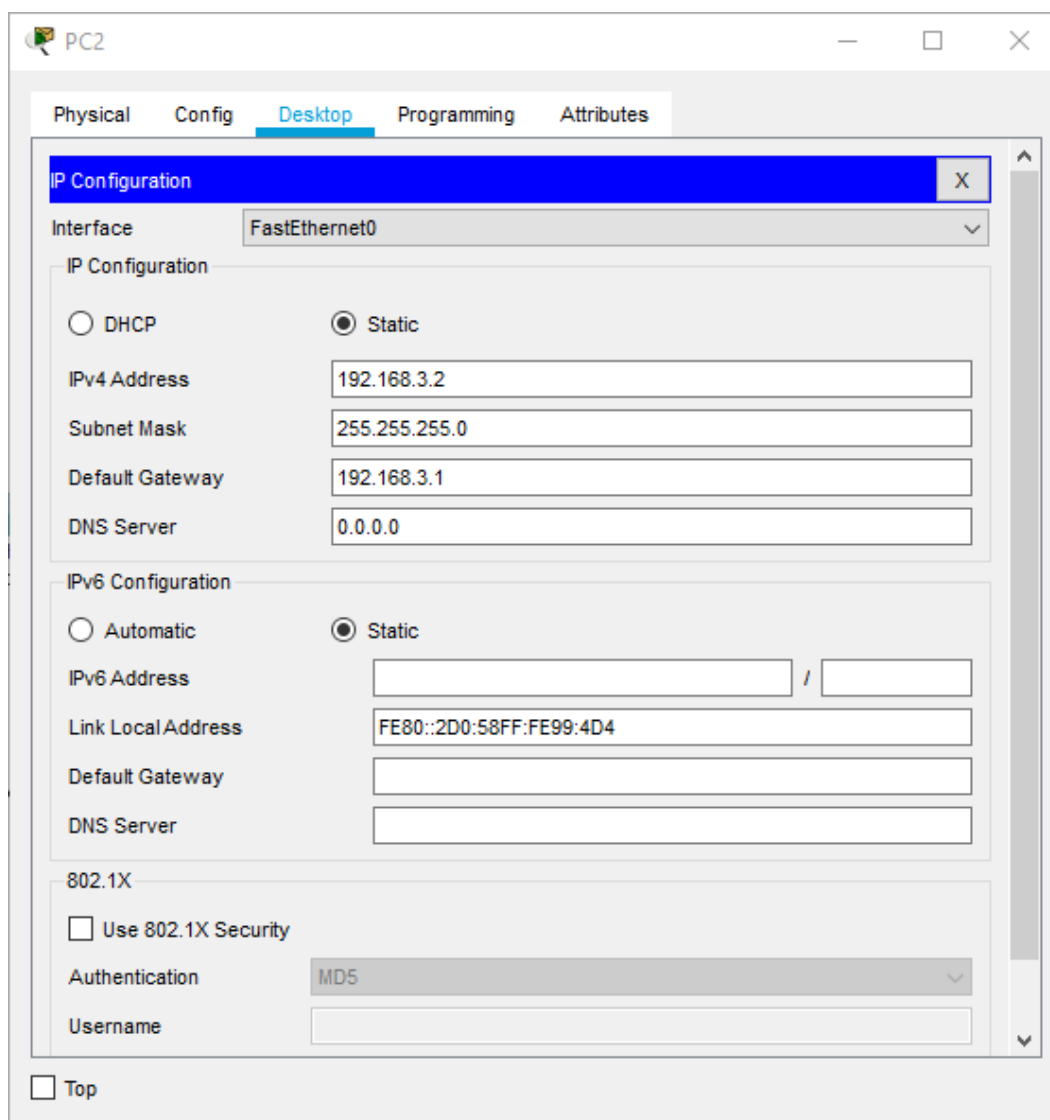 PC2
Physical Config Desktop Programming Attributes
IP Configuration X
Interface FastEthernet0
IP Configuration
DHCP Static
IPv4 Address 192.168.3.2
Subnet Mask 255.255.255.0
Default Gateway 192.168.3.1
DNS Server 0.0.0.0
IPv6 Configuration
Automatic Static
IPv6 Address /
Link Local Address FE80::2D0:58FF:FE99:4D4
Default Gateway
DNS Server
802.1X
Use 802.1X Security
Authentication MD5
Username
Top